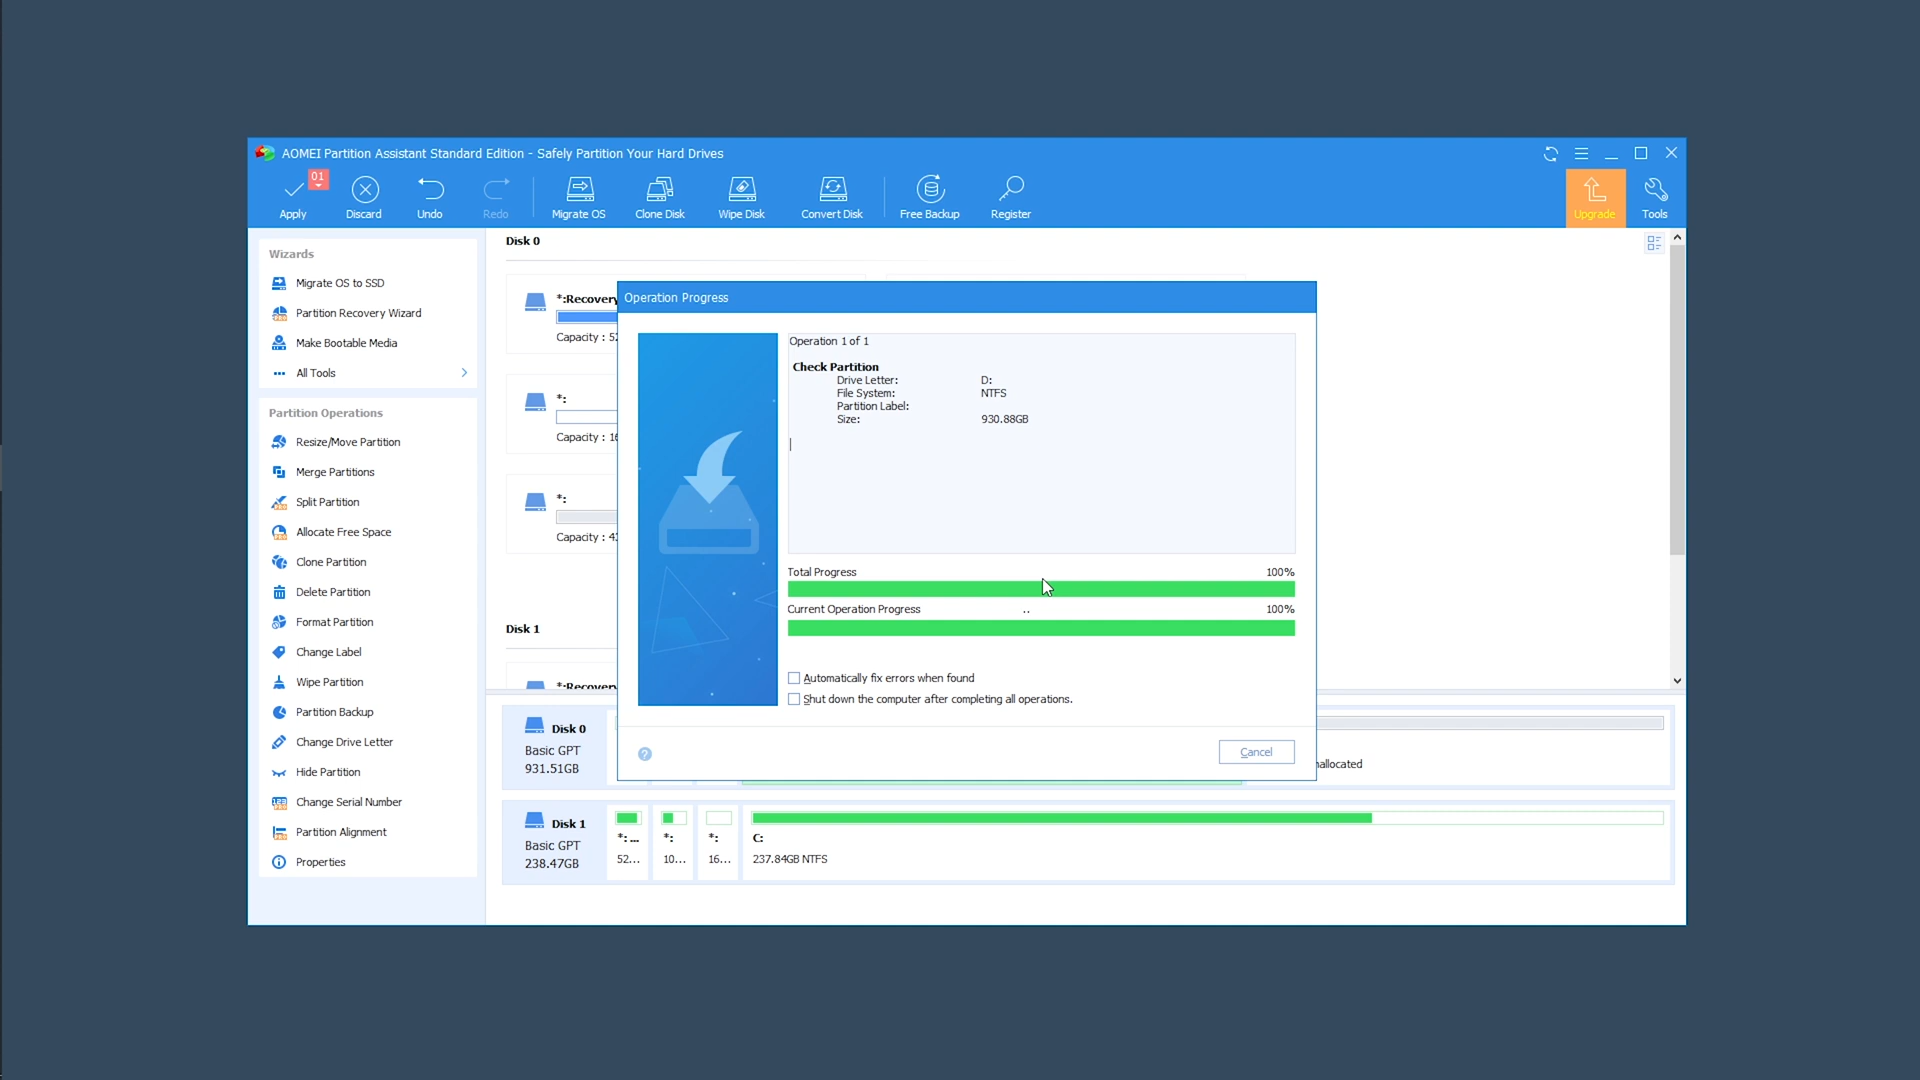 AOMEI Partition Assistant Standard Edition - Safely Partition Your Hard Drives
01
Apply
Discard
Undo
Redo
Migrate OS
Clone Disk
Wipe Disk
Convert Disk
Free Backup
Register
Upgrade
Tools
Wizards
Migrate OS to SSD
Partition Recovery Wizard
Make Bootable Media
All Tools
Partition Operations
Resize/Move Partition
Merge Partitions
Split Partition
Allocate Free Space
Clone Partition
Delete Partition
Format Partition
Change Label
Wipe Partition
Partition Backup
Change Drive Letter
Hide Partition
Change Serial Number
Partition Alignment
Properties
Disk 0
*:Recovery
Capacity : 52
*:
Capacity : 16
*:
Capacity : 43
Disk 1
*:Recovery
Operation Progress
Operation 1 of 1
Check Partition
Drive Letter: D:
File System: NTFS
Partition Label:
Size: 930.88GB
Total Progress 100%
Current Operation Progress .. 100%
Automatically fix errors when found
Shut down the computer after completing all operations.
Cancel
Disk 0
Basic GPT
931.51GB
nallocated
Disk 1
Basic GPT
238.47GB
*:...
52...
*:
10...
*:
16...
C:
237.84GB NTFS